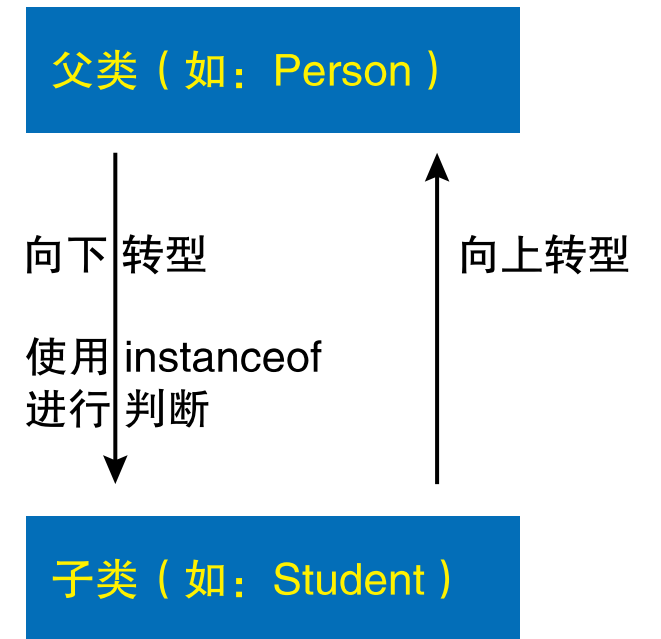 父类（如：Person）
向下转型
向上转型
使用 instanceof
进行判断
子类（如：Student）